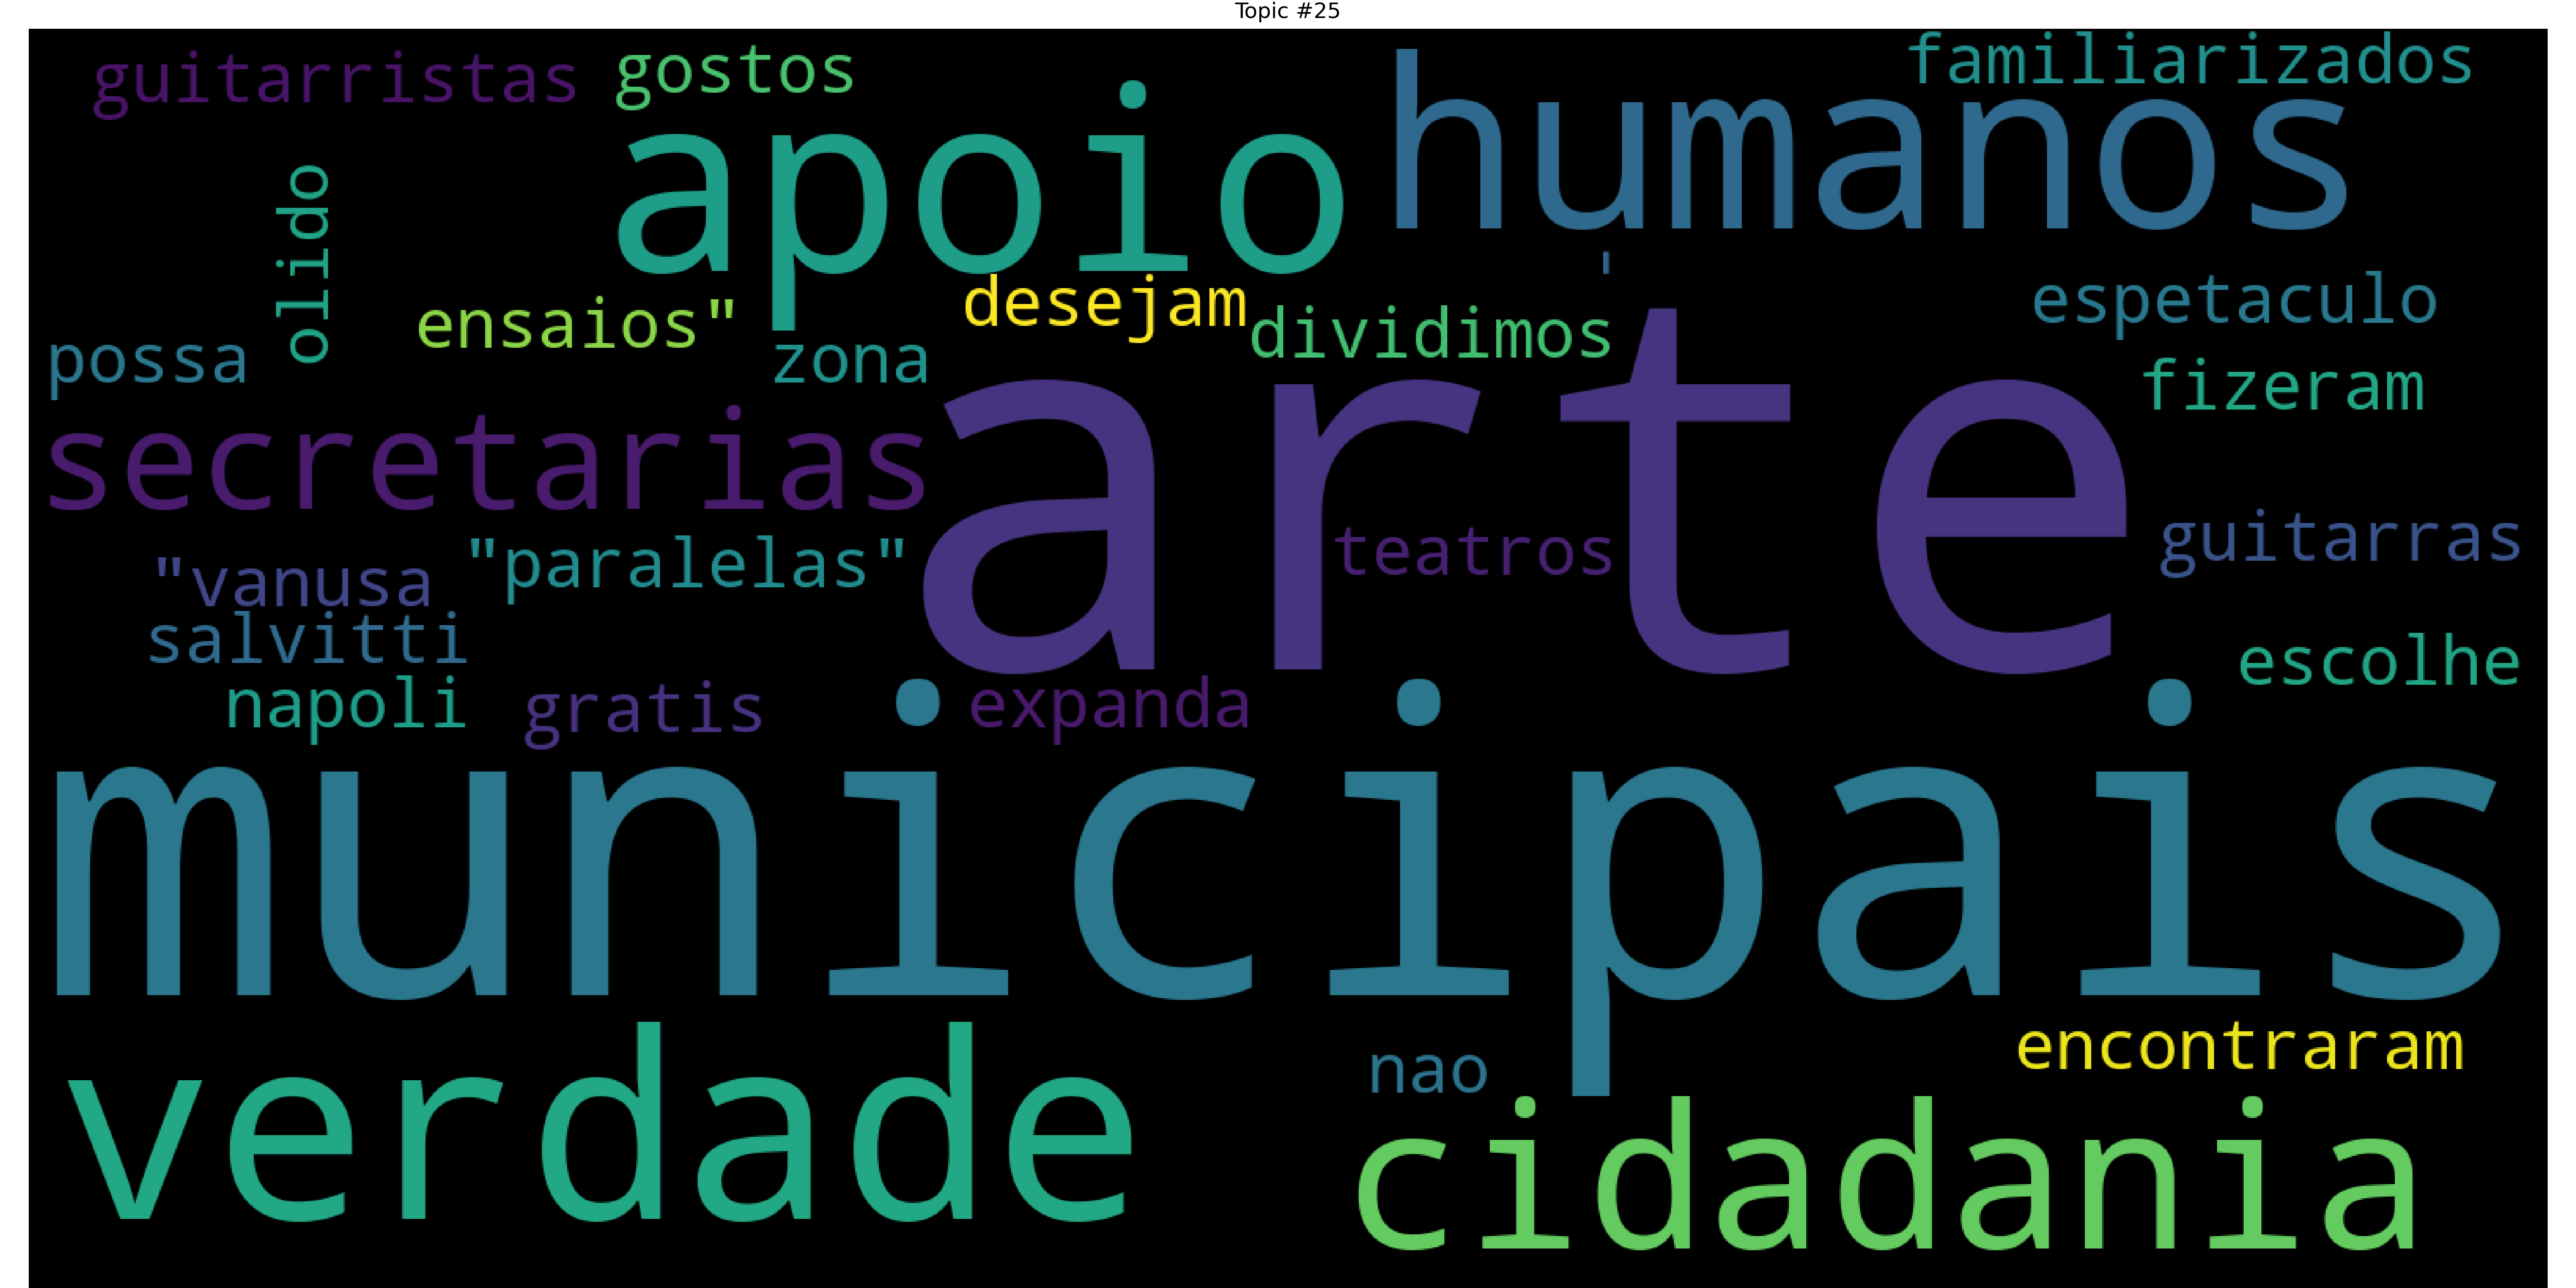 Topic #25
guitarristas
gostos
familiarizados
apoio
humanos
olido
'
ensaios"
desejam
dividimos
espetaculo
possa
zona
fizeram
secretarias
arte
"vanusa
"paralelas"
teatros
guitarras
salvitti
escolhe
napoli
gratis
expanda
municipais
verdade
nao
encontraram
cidadania